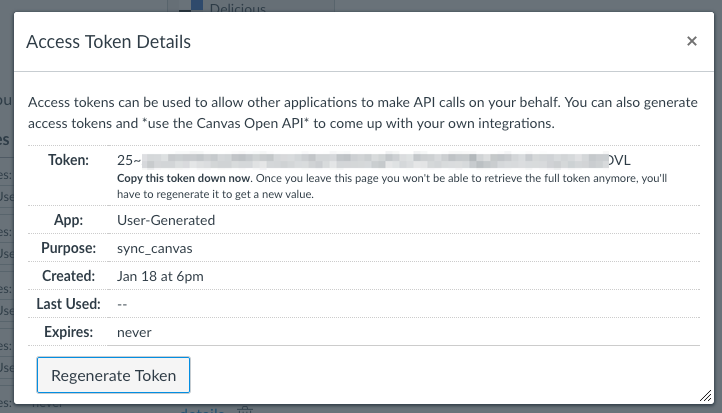 Delicious
Access Token Details
×
Access tokens can be used to allow other applications to make API calls on your behalf. You can also generate
access tokens and *use the Canvas Open API* to come up with your own integrations.
Token: 25~ VL
Copy this token down now. Once you leave this page you won't be able to retrieve the full token anymore, you'll
have to regenerate it to get a new value.
App: User-Generated
Purpose: sync_canvas
Created: Jan 18 at 6pm
Last Used: --
Expires: never
Regenerate Token
never
details